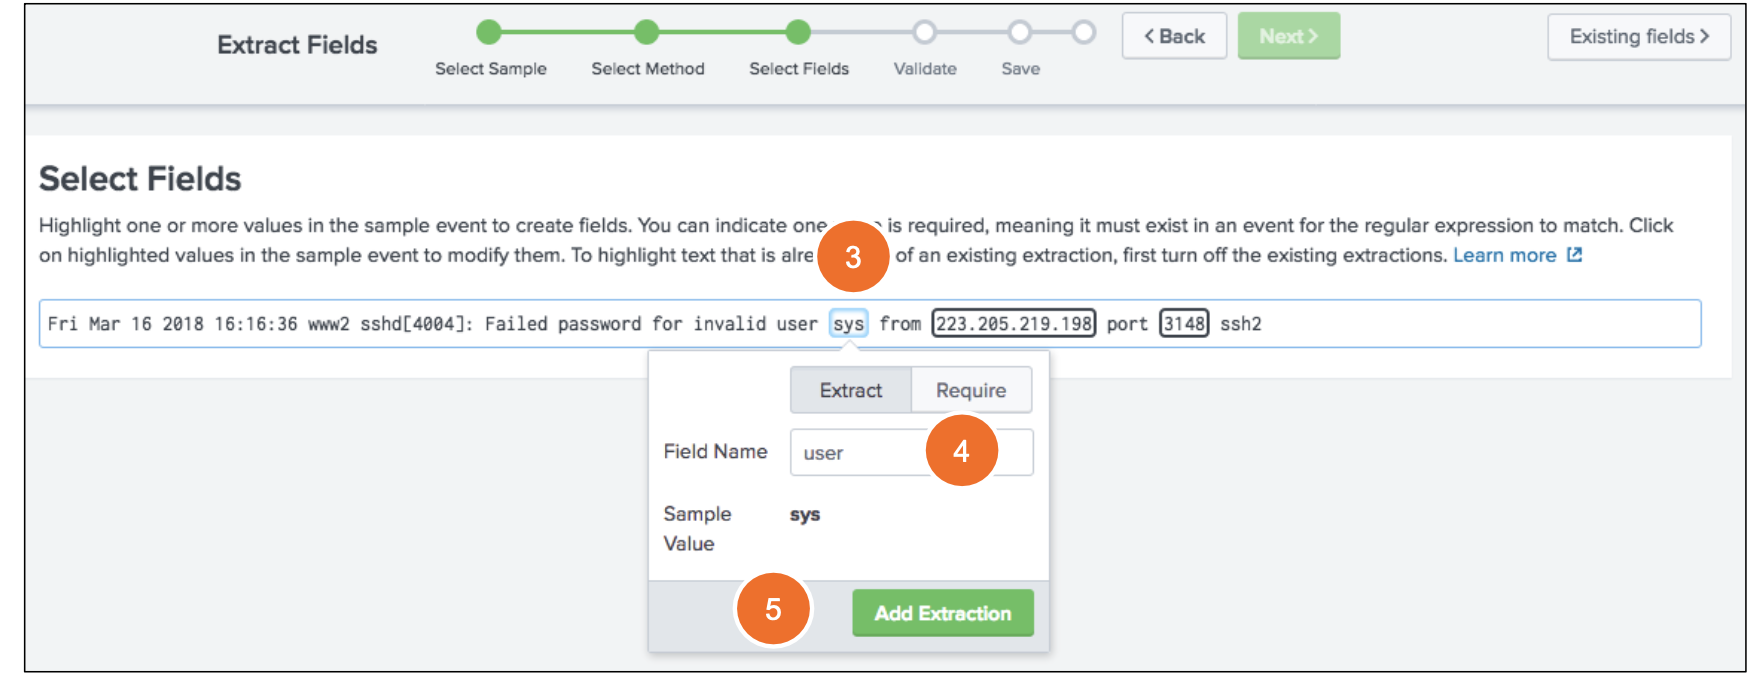 Extract Fields
Select Sample
Select Method
Select Fields
Validate
Save
< Back
Next >
Existing fields >
Select Fields
Highlight one or more values in the sample event to create fields. You can indicate one is required, meaning it must exist in an event for the regular expression to match. Click
on highlighted values in the sample event to modify them. To highlight text that is alre of an existing extraction, first turn off the existing extractions. Learn more
3
Fri Mar 16 2018 16:16:36 www2 sshd[4004]: Failed password for invalid user sys from 223.205.219.198 port 3148 ssh2
Extract
Require
Field Name
user
4
Sample
Value
sys
5
Add Extraction